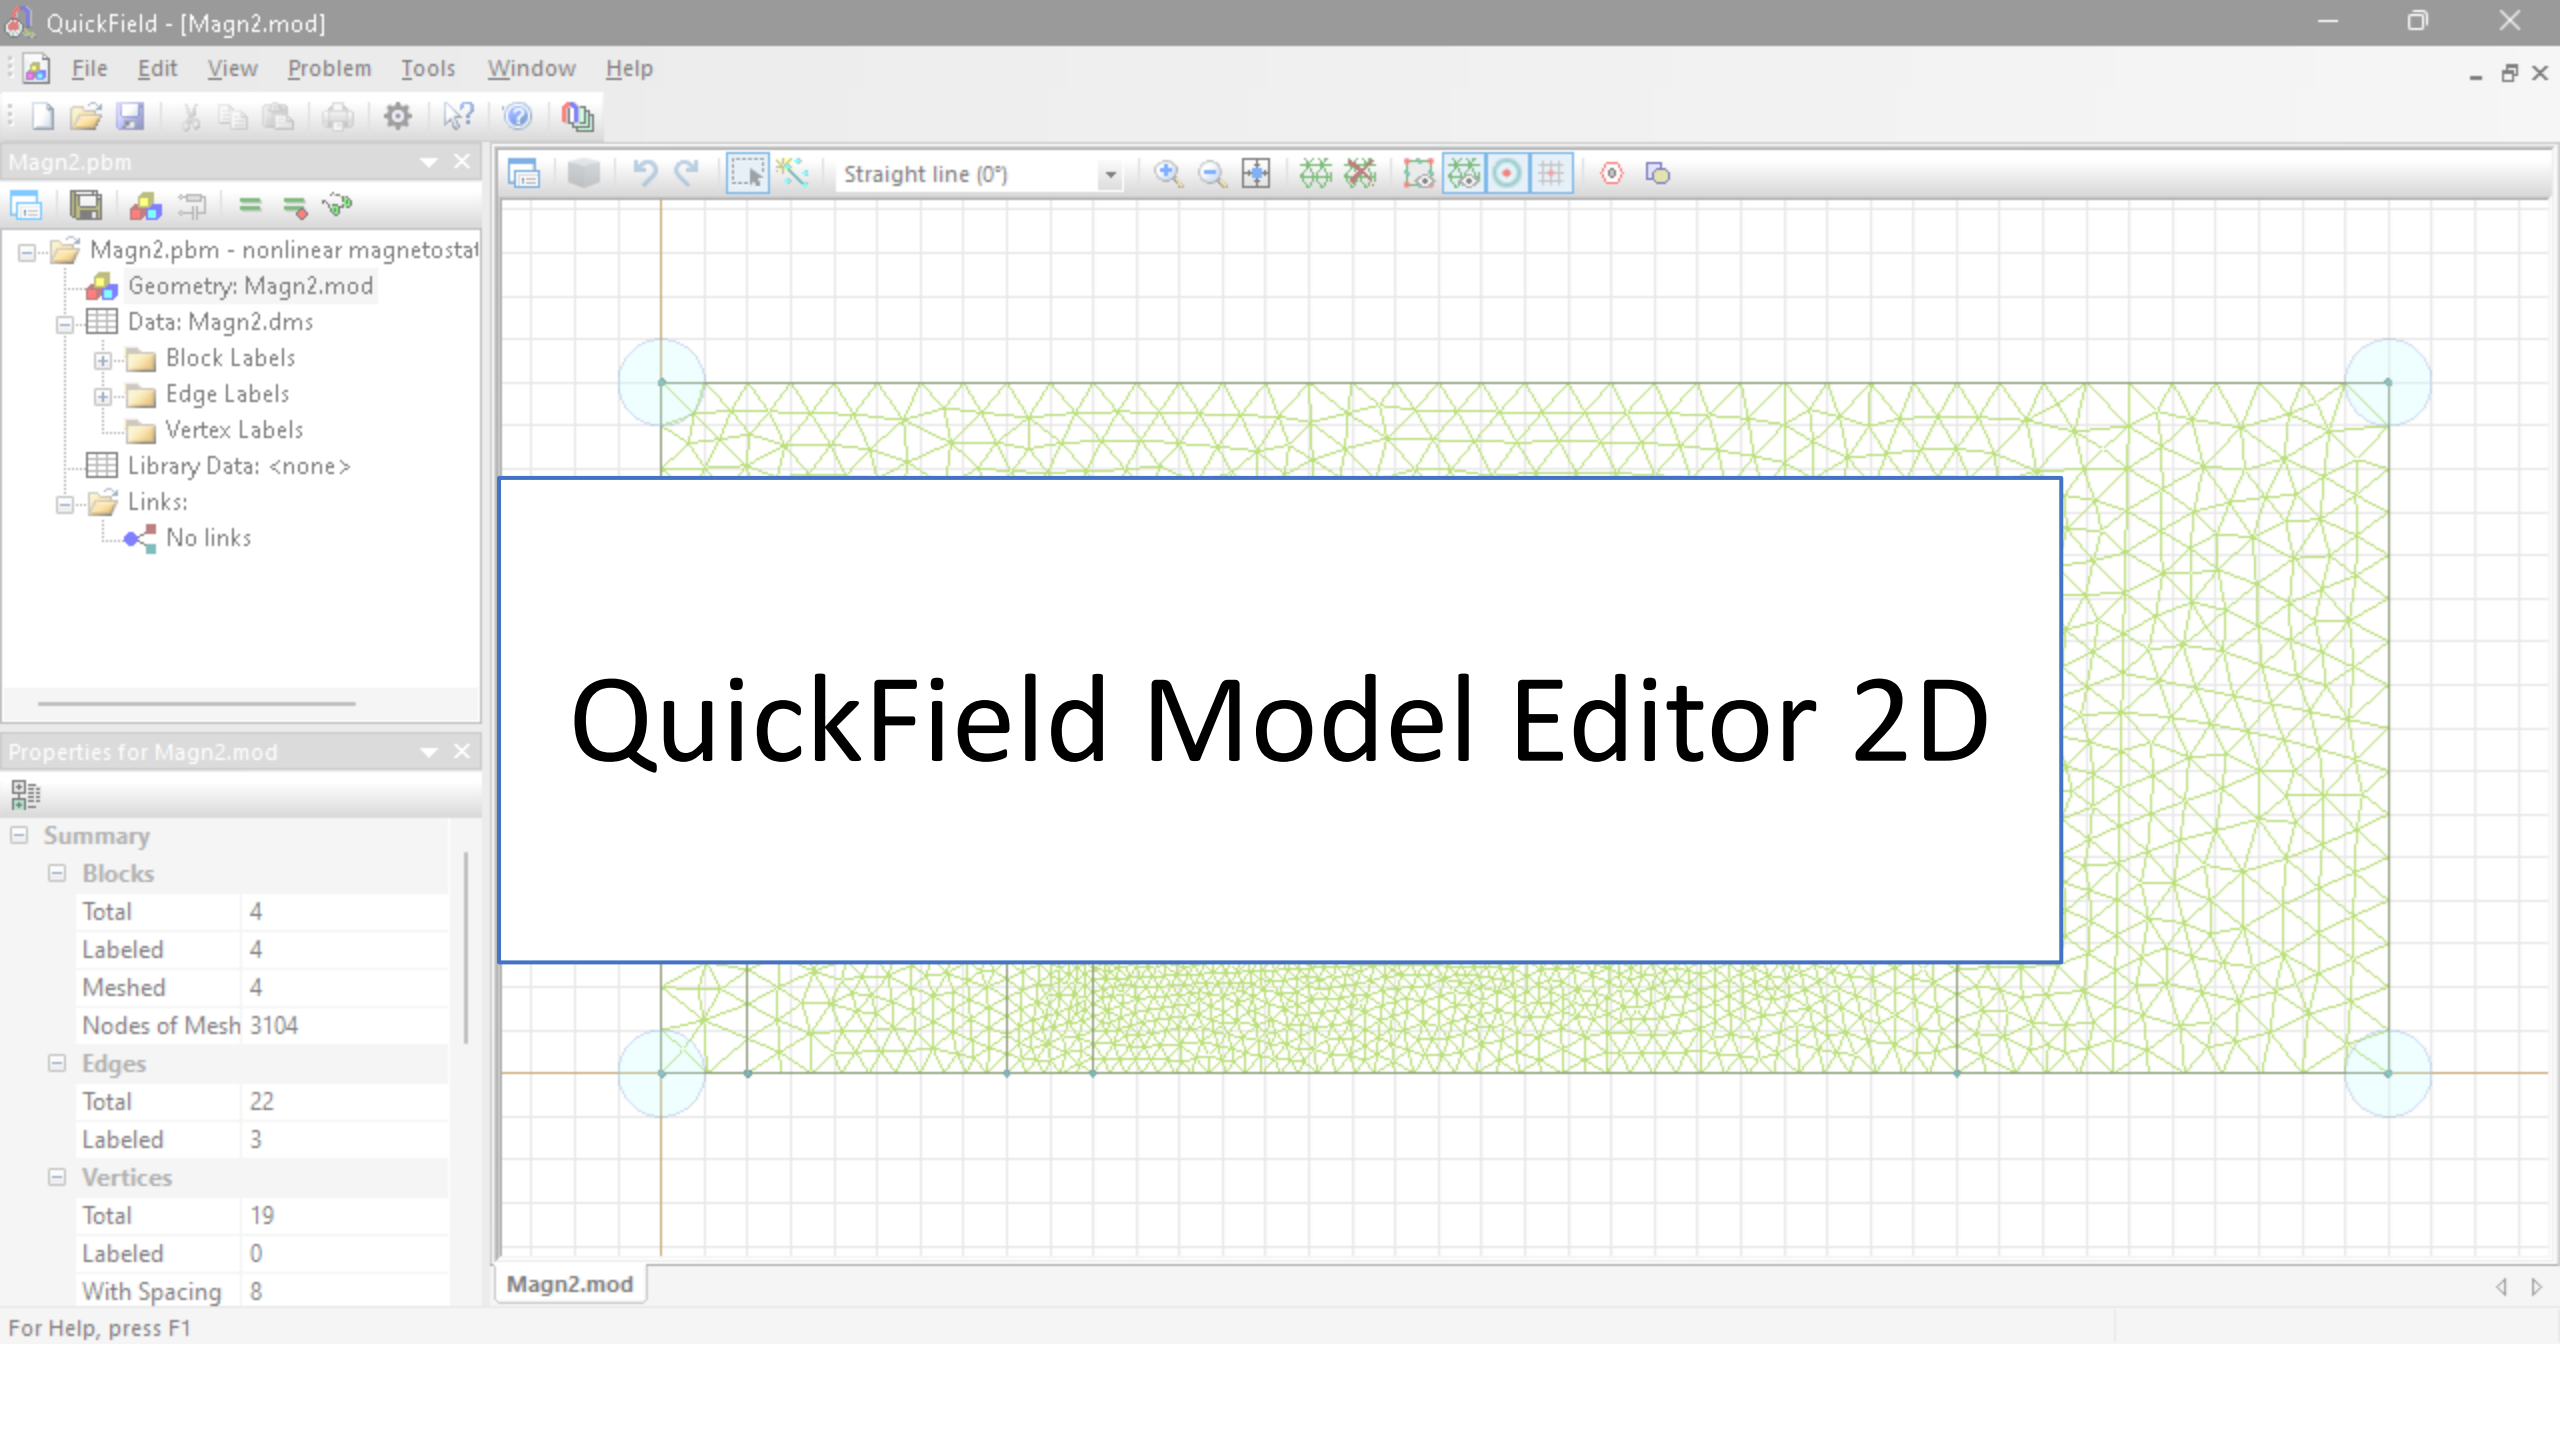 QuickField - [Magn2.mod]
File Edit View Problem Tools Window Help
Magn2.pbm
Straight line (0°)
Magn2.pbm - nonlinear magnetostat
Geometry: Magn2.mod
Data: Magn2.dms
Block Labels
Edge Labels
Vertex Labels
Library Data: <none>
Links:
No links
QuickField Model Editor 2D
Properties for Magn2.mod
Summary
Blocks
Total 4
Labeled 4
Meshed 4
Nodes of Mesh 3104
Edges
Total 22
Labeled 3
Vertices
Total 19
Labeled 0
With Spacing 8
Magn2.mod
For Help, press F1